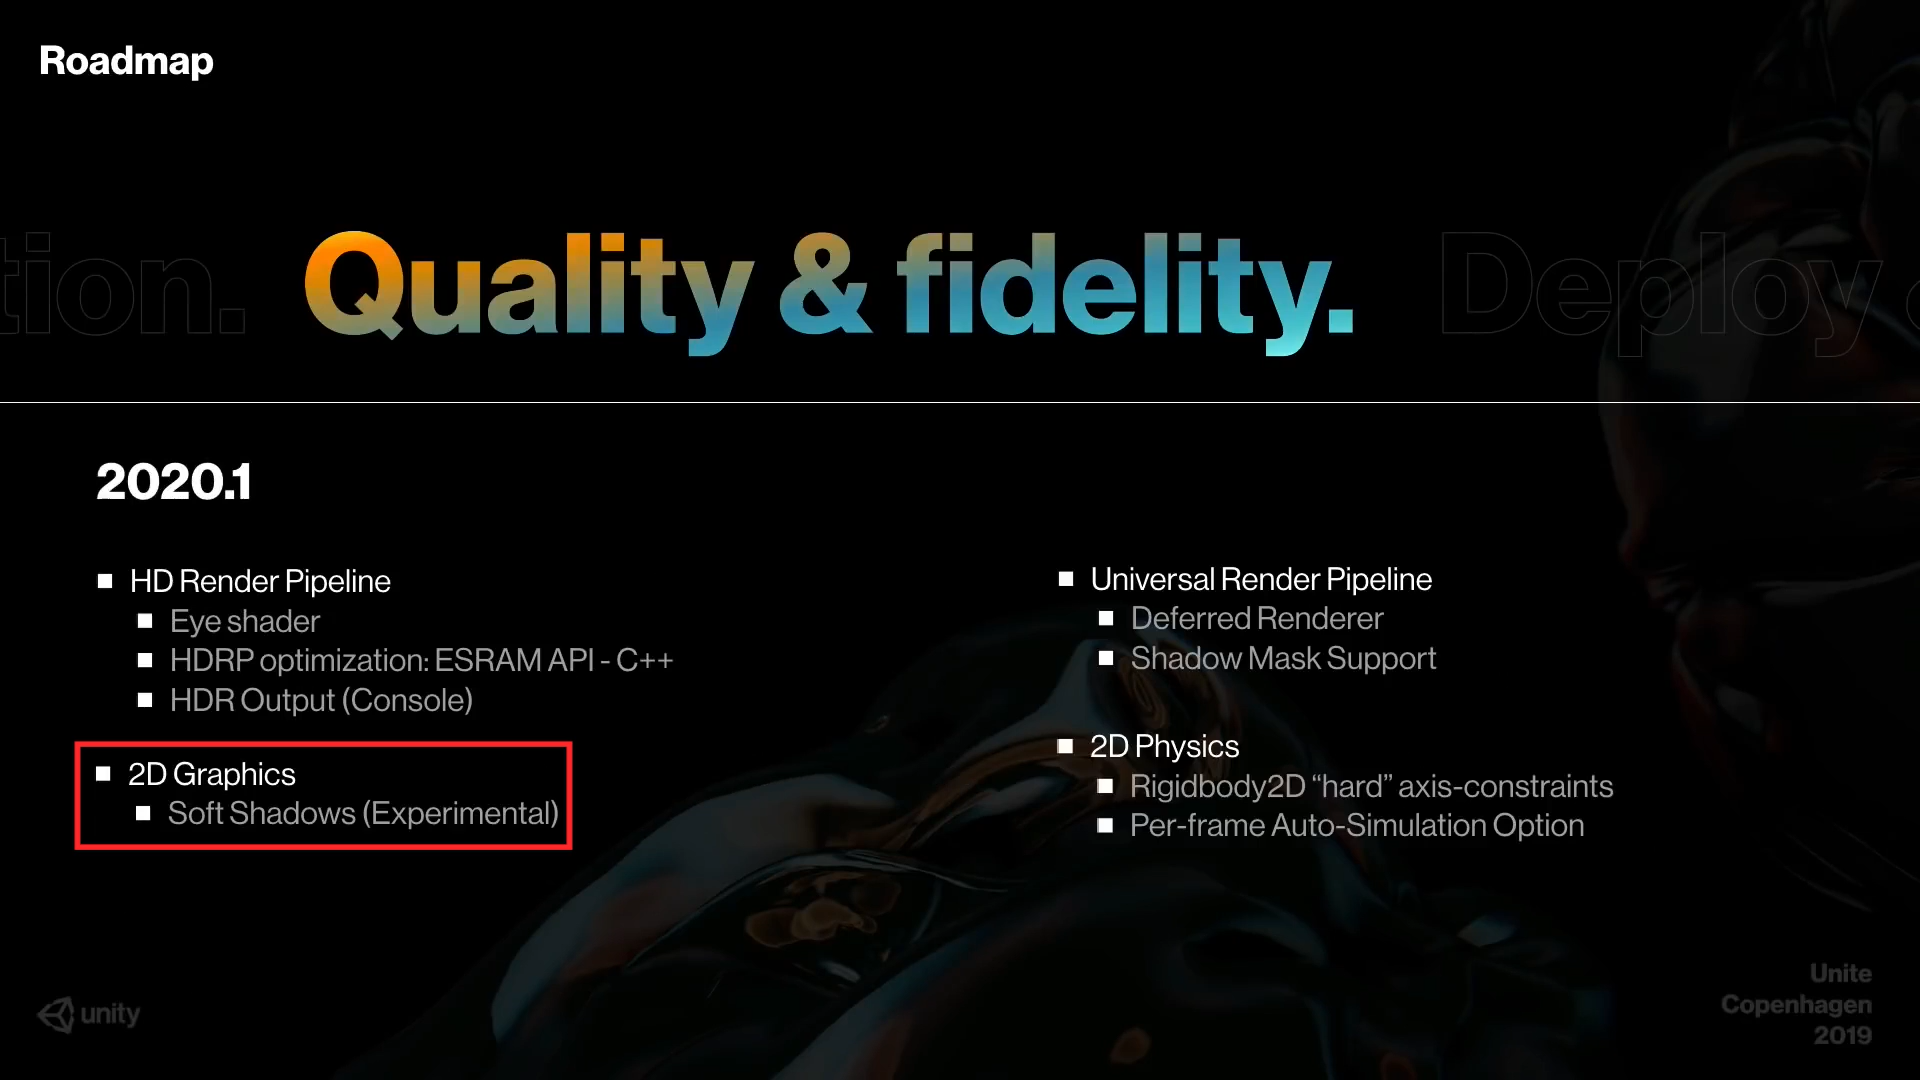 Roadmap
tion. Quality & fidelity. Deploy
2020.1
HD Render Pipeline
Eye shader
HDRP optimization: ESRAM API - C++
HDR Output (Console)
2D Graphics
Soft Shadows (Experimental)
Universal Render Pipeline
Deferred Renderer
Shadow Mask Support
2D Physics
Rigidbody2D “hard” axis-constraints
Per-frame Auto-Simulation Option
unity
Unite
Copenhagen
2019